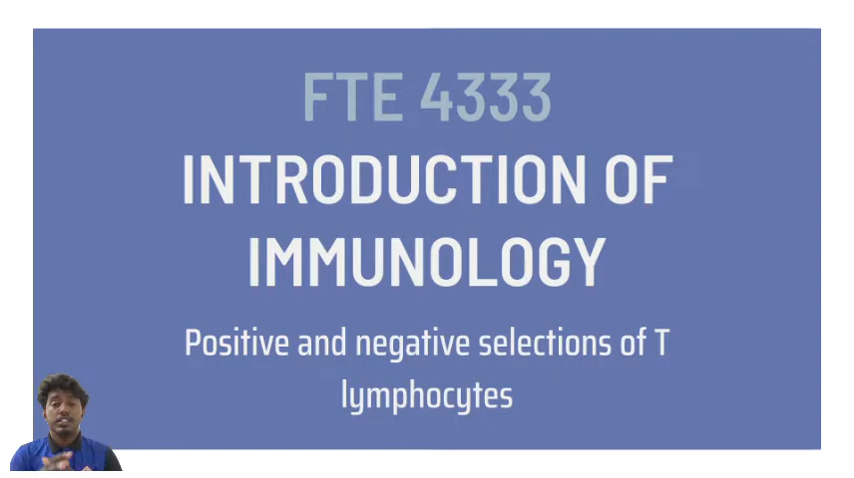 FTE 4333
INTRODUCTION OF
IMMUNOLOGY
Positive and negative selections of T
lymphocytes